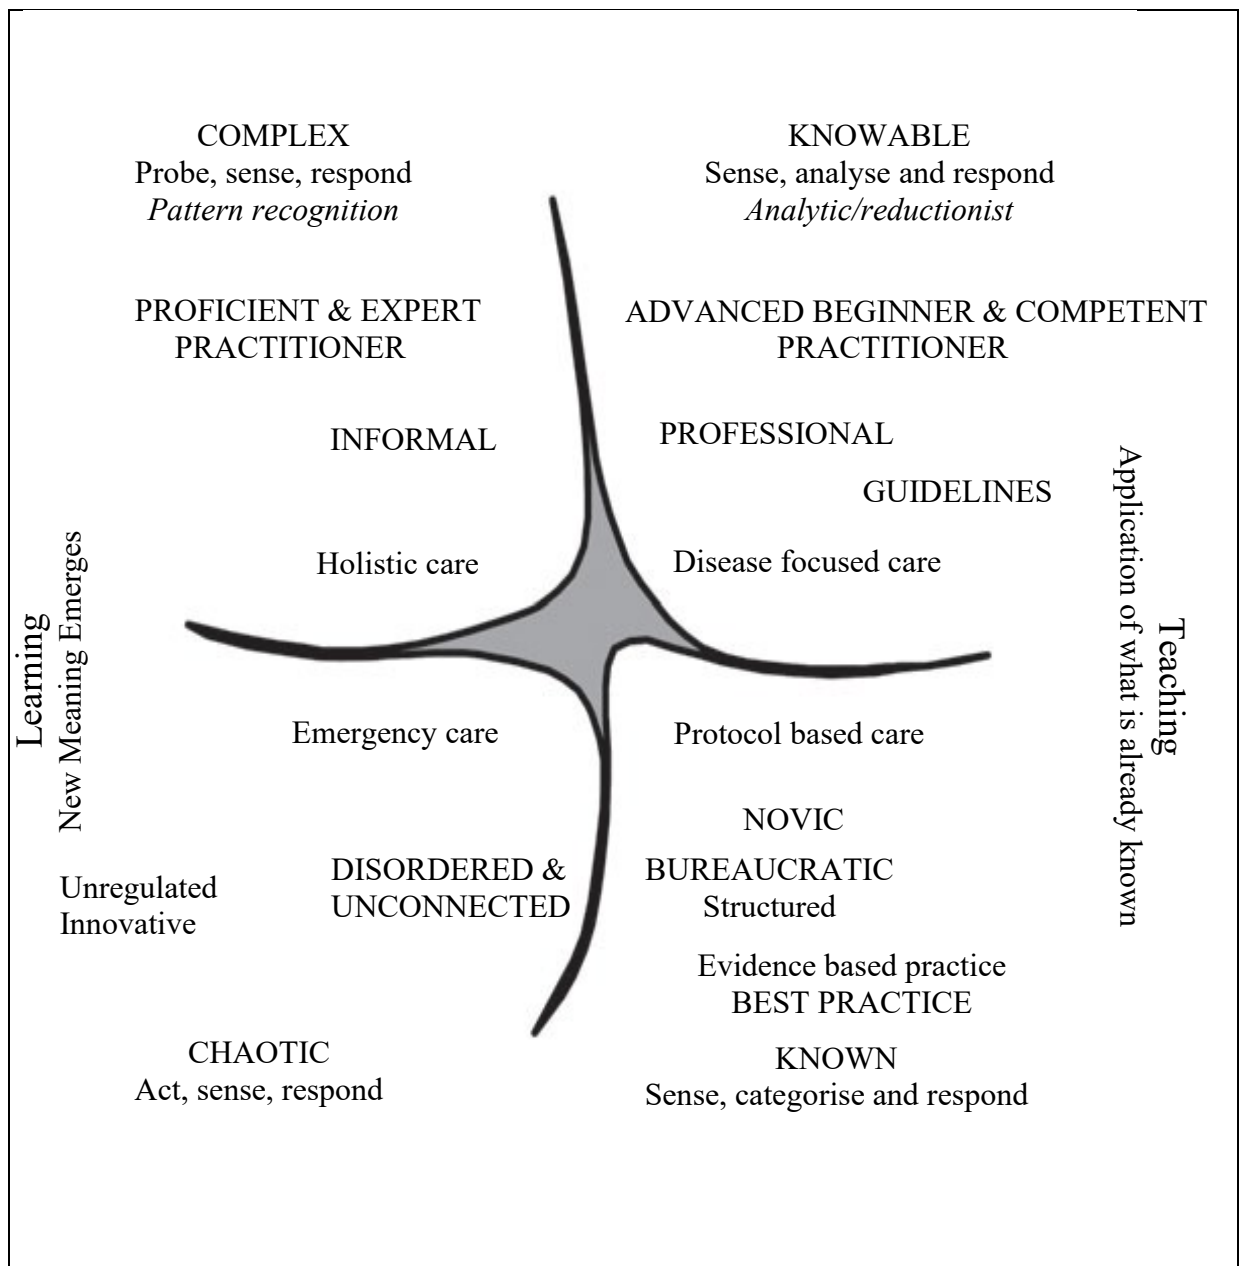 COMPLEX
Probe, sense, respond
Pattern recognition
KNOWABLE
Sense, analyse and respond
Analytic/reductionist
PROFICIENT & EXPERT
PRACTITIONER
ADVANCED BEGINNER & COMPETENT
PRACTITIONER
INFORMAL
PROFESSIONAL
GUIDELINES
Holistic care
Disease focused care
Learning
New Meaning Emerges
Teaching
Application of what is already known
Emergency care
Protocol based care
NOVIC
DISORDERED &
UNCONNECTED
BUREAUCRATIC
Structured
Unregulated
Innovative
Evidence based practice
BEST PRACTICE
CHAOTIC
Act, sense, respond
KNOWN
Sense, categorise and respond